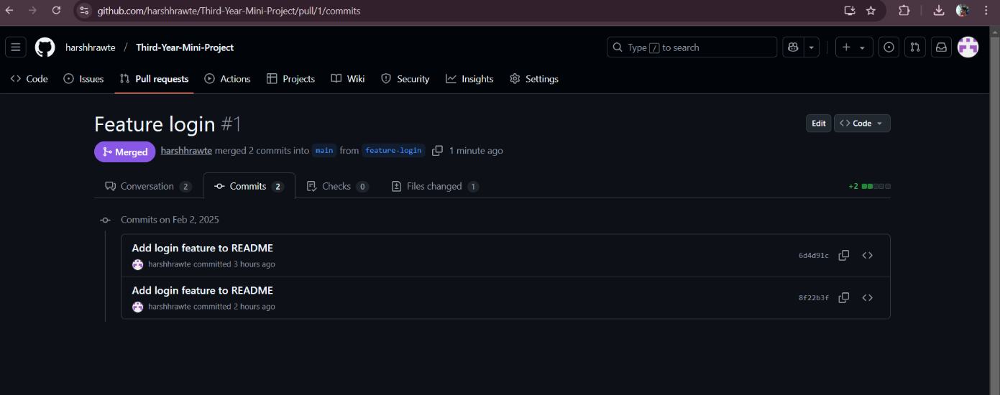 github.com/harshhrawte/Third-Year-Mini-Project/pull/1/commits
harshhrawte / Third-Year-Mini-Project
Type / to search
Code Issues Pull requests Actions Projects Wiki Security Insights Settings
Feature login #1
Edit Code
Merged harshhrawte merged 2 commits into main from feature-login 1 minute ago
Conversation 2 Commits 2 Checks 0 Files changed 1 +2
Commits on Feb 2, 2025
Add login feature to README
harshhrawte committed 3 hours ago
6d4d91c
Add login feature to README
harshhrawte committed 2 hours ago
8f22b3f